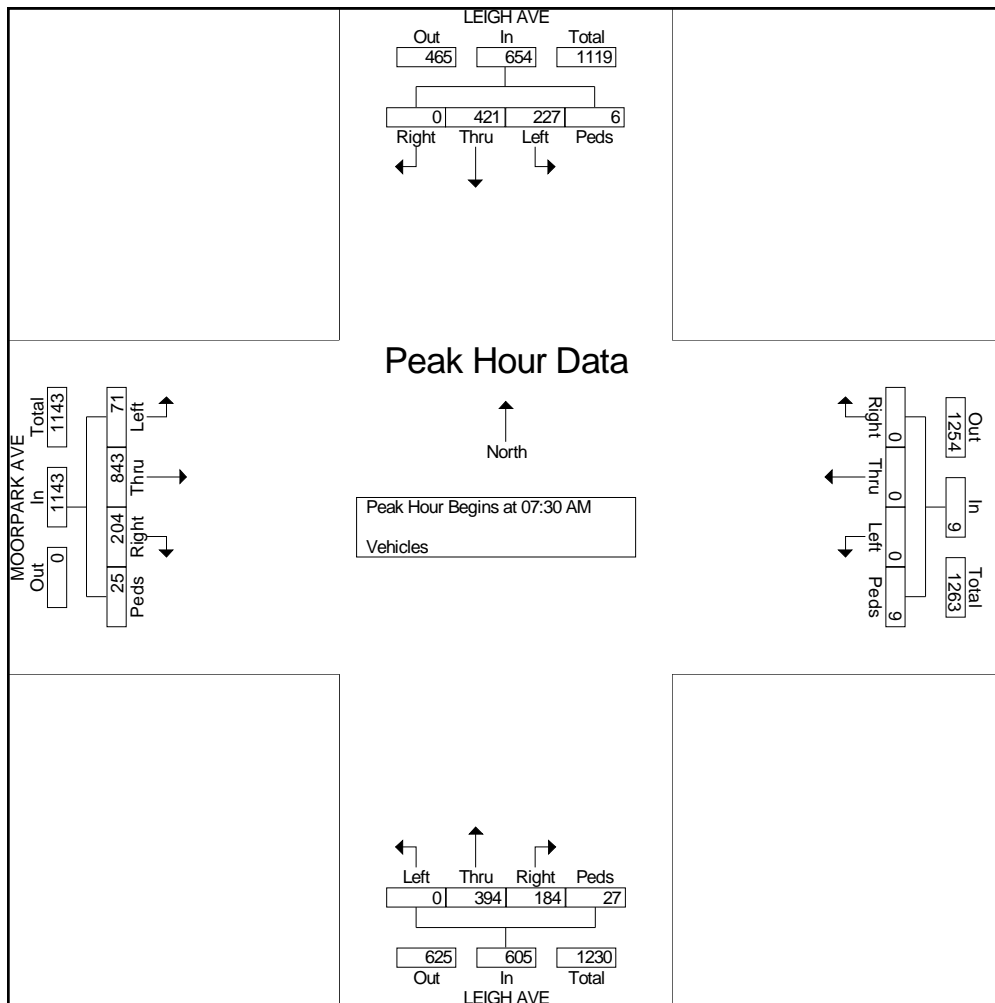 LEIGH AVE
Out In Total
465 654 1119
0 421 227 6
Right Thru Left Peds
Peak Hour Data
North
Peak Hour Begins at 07:30 AM
Vehicles
MOORPARK AVE
Out In Total
0 1143 1143
71 843 204 25
Left Thru Right Peds
Right Thru Left Peds
0 0 0 9
Out In Total
1254 9 1263
Left Thru Right Peds
0 394 184 27
625 605 1230
Out In Total
LEIGH AVE